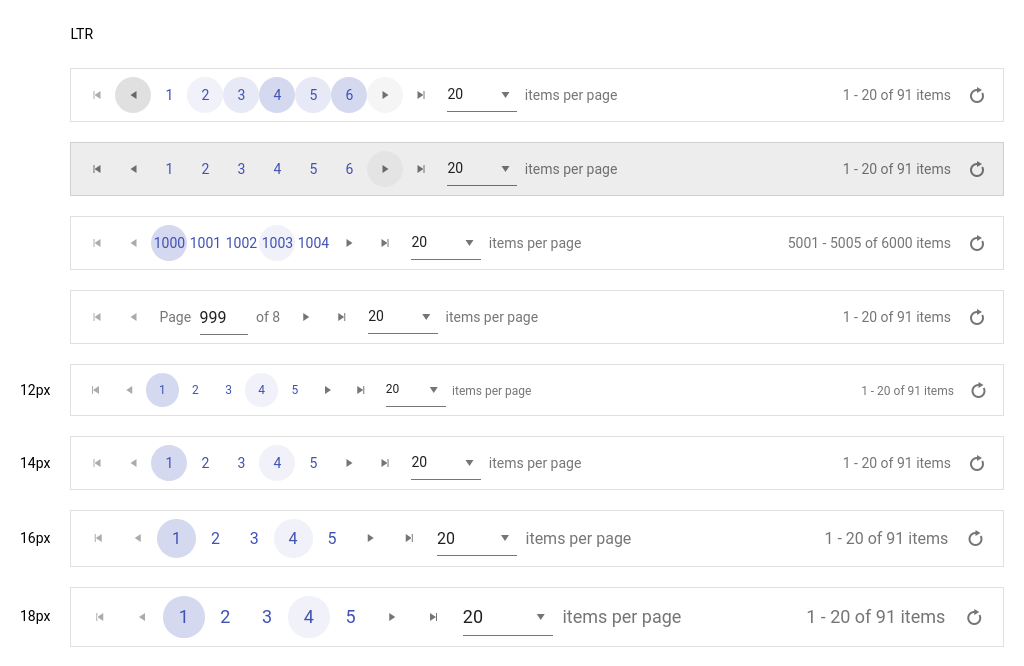 LTR
1 2 3 4 5 6 20 items per page 1 - 20 of 91 items
1 2 3 4 5 6 20 items per page 1 - 20 of 91 items
1000 1001 1002 1003 1004 20 items per page 5001 - 5005 of 6000 items
Page 999 of 8 20 items per page 1 - 20 of 91 items
12px 1 2 3 4 5 20 items per page 1 - 20 of 91 items
14px 1 2 3 4 5 20 items per page 1 - 20 of 91 items
16px 1 2 3 4 5 20 items per page 1 - 20 of 91 items
18px 1 2 3 4 5 20 items per page 1 - 20 of 91 items